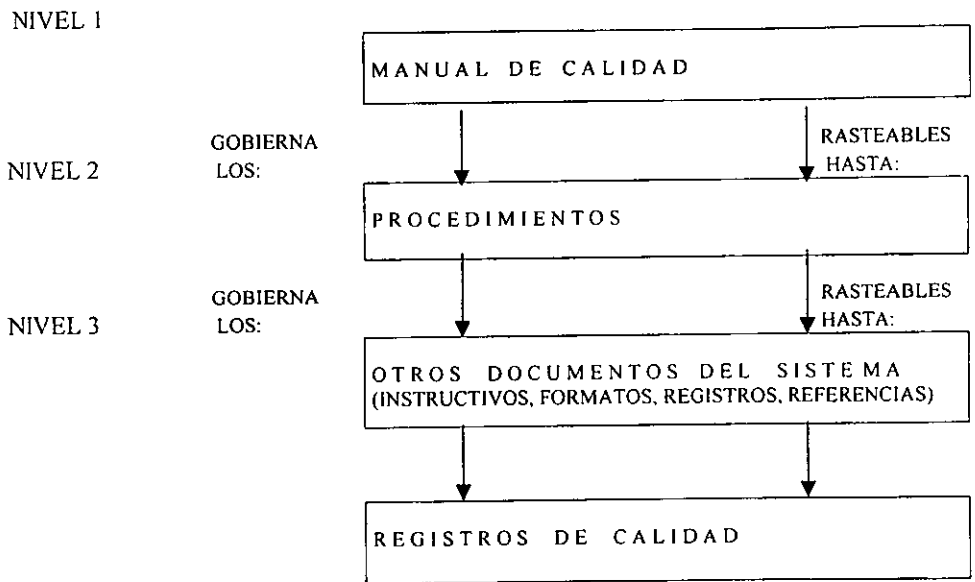 NIVEL 1
MANUAL DE CALIDAD
GOBIERNA
LOS:
RASTEABLES
HASTA:
NIVEL 2
PROCEDIMIENTOS
GOBIERNA
LOS:
RASTEABLES
HASTA:
NIVEL 3
OTROS DOCUMENTOS DEL SISTEMA
(INSTRUCTIVOS, FORMATOS, REGISTROS, REFERENCIAS)
REGISTROS DE CALIDAD